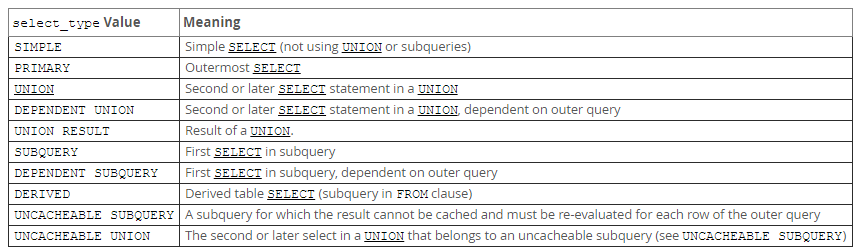 select_type Value Meaning
SIMPLE Simple SELECT (not using UNION or subqueries)
PRIMARY Outermost SELECT
UNION Second or later SELECT statement in a UNION
DEPENDENT UNION Second or later SELECT statement in a UNION, dependent on outer query
UNION RESULT Result of a UNION.
SUBQUERY First SELECT in subquery
DEPENDENT SUBQUERY First SELECT in subquery, dependent on outer query
DERIVED Derived table SELECT (subquery in FROM clause)
UNCACHEABLE SUBQUERY A subquery for which the result cannot be cached and must be re-evaluated for each row of the outer query
UNCACHEABLE UNION The second or later select in a UNION that belongs to an uncacheable subquery (see UNCACHEABLE SUBQUERY)